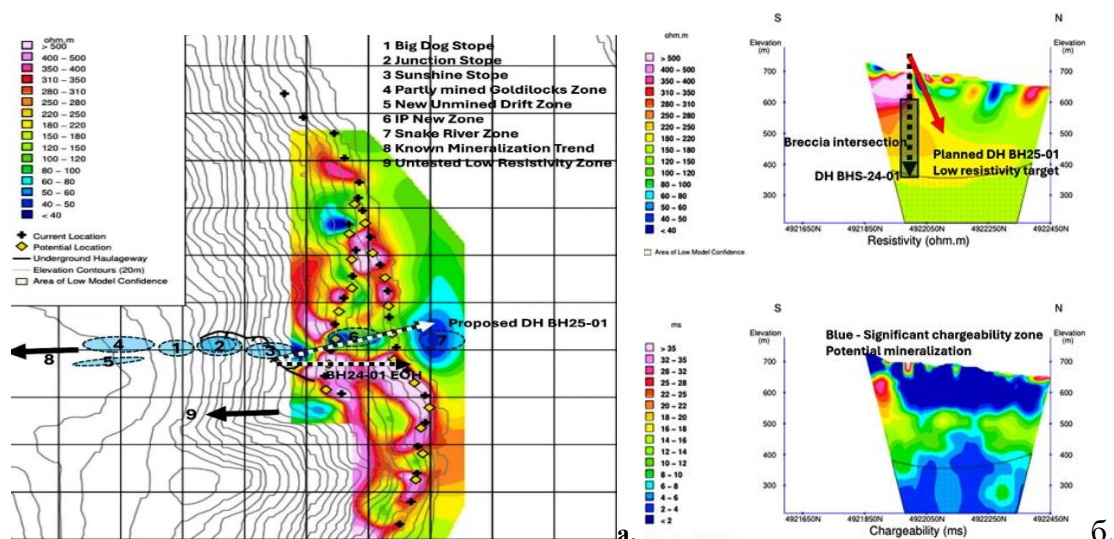 ohm.m
> 500
400 – 500
350 – 400
310 – 350
280 – 310
250 – 280
220 – 250
180 – 220
150 – 180
120 – 150
100 – 120
80 – 100
60 – 80
50 – 60
40 – 50
< 40
Current Location
Potential Location
Underground Haulageway
Elevation Contours (20m)
Area of Low Model Confidence
1 Big Dog Stope
2 Junction Stope
3 Sunshine Stope
4 Partly mined Goldilocks Zone
5 New Unmined Drift Zone
6 IP New Zone
7 Snake River Zone
8 Known Mineralization Trend
9 Untested Low Resistivity Zone
Proposed DH BH25-01
4
1
2
3
6
7
5
8
BH24-01 EOH
9
а.
S
N
ohm.m
> 500
400 – 500
350 – 400
310 – 350
280 – 310
250 – 280
220 – 250
180 – 220
150 – 180
120 – 150
100 – 120
80 – 100
60 – 80
50 – 60
40 – 50
< 40
Area of Low Model Confidence
Elevation
(m)
700
600
500
400
300
Elevation
(m)
700
600
500
400
300
Breccia intersection
DH BHS-24-01
Planned DH BH25-01
Low resistivity target
4921650N
4921850N
4922050N
4922250N
4922450N
Resistivity (ohm.m)
S
N
ms
> 35
32 – 35
28 – 32
25 – 28
22 – 25
20 – 22
18 – 20
16 – 18
14 – 16
12 – 14
10 – 12
8 – 10
6 – 8
4 – 6
2 – 4
< 2
Elevation
(m)
700
600
500
400
300
Elevation
(m)
700
600
500
400
300
Blue - Significant chargeability zone
Potential mineralization
4921650N
4921850N
4922050N
4922250N
4922450N
Chargeability (ms)
б.